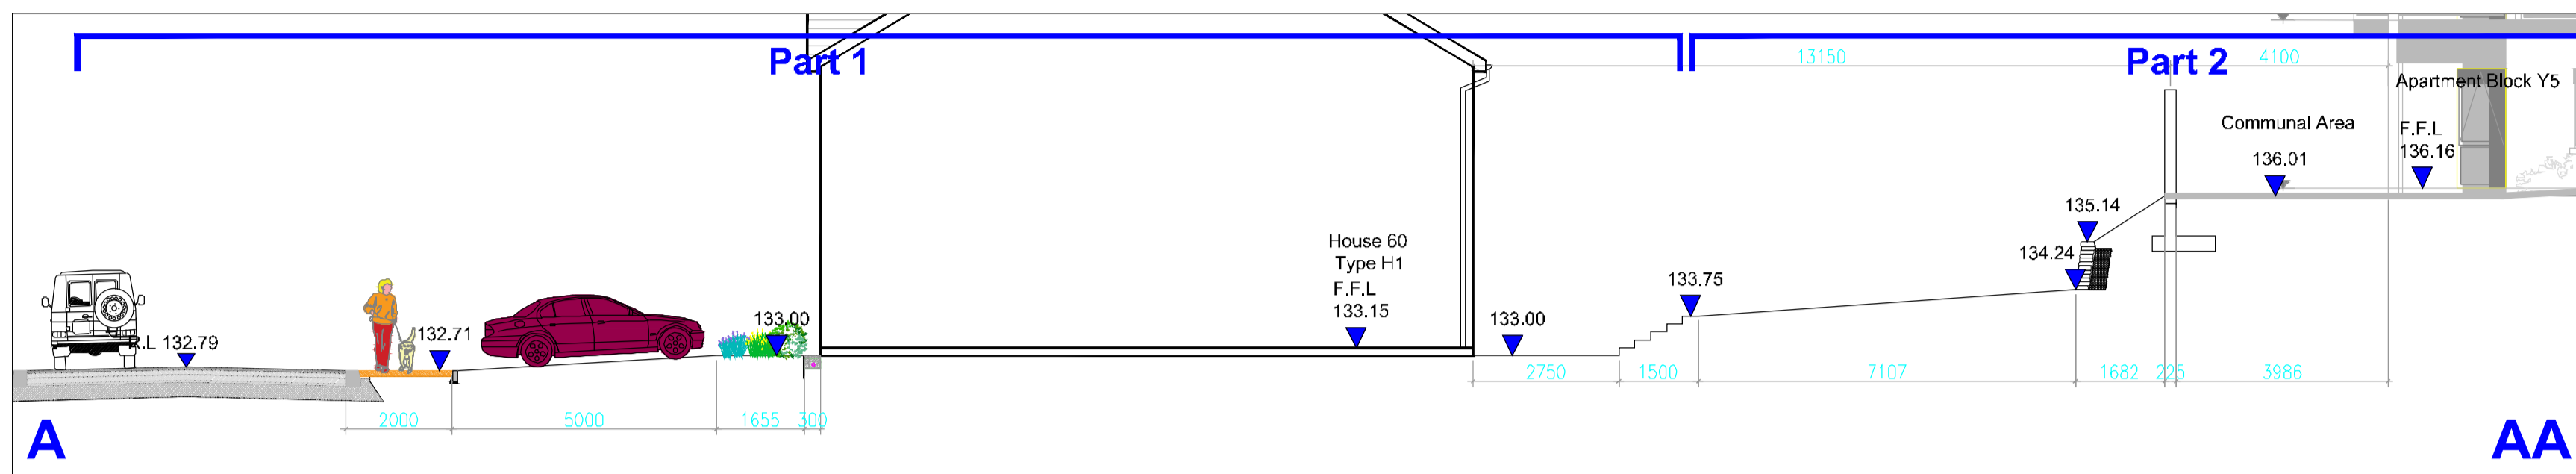 Part 1
Part 2
13150
4100
Apartment Block Y5
Communal Area
136.01
F.F.L
136.16
135.14
134.24
133.75
House 60
Type H1
F.F.L
133.15
133.00
133.00
132.71
.L 132.79
2750
1500
7107
1682
225
3986
2000
5000
1655
300
A
AA